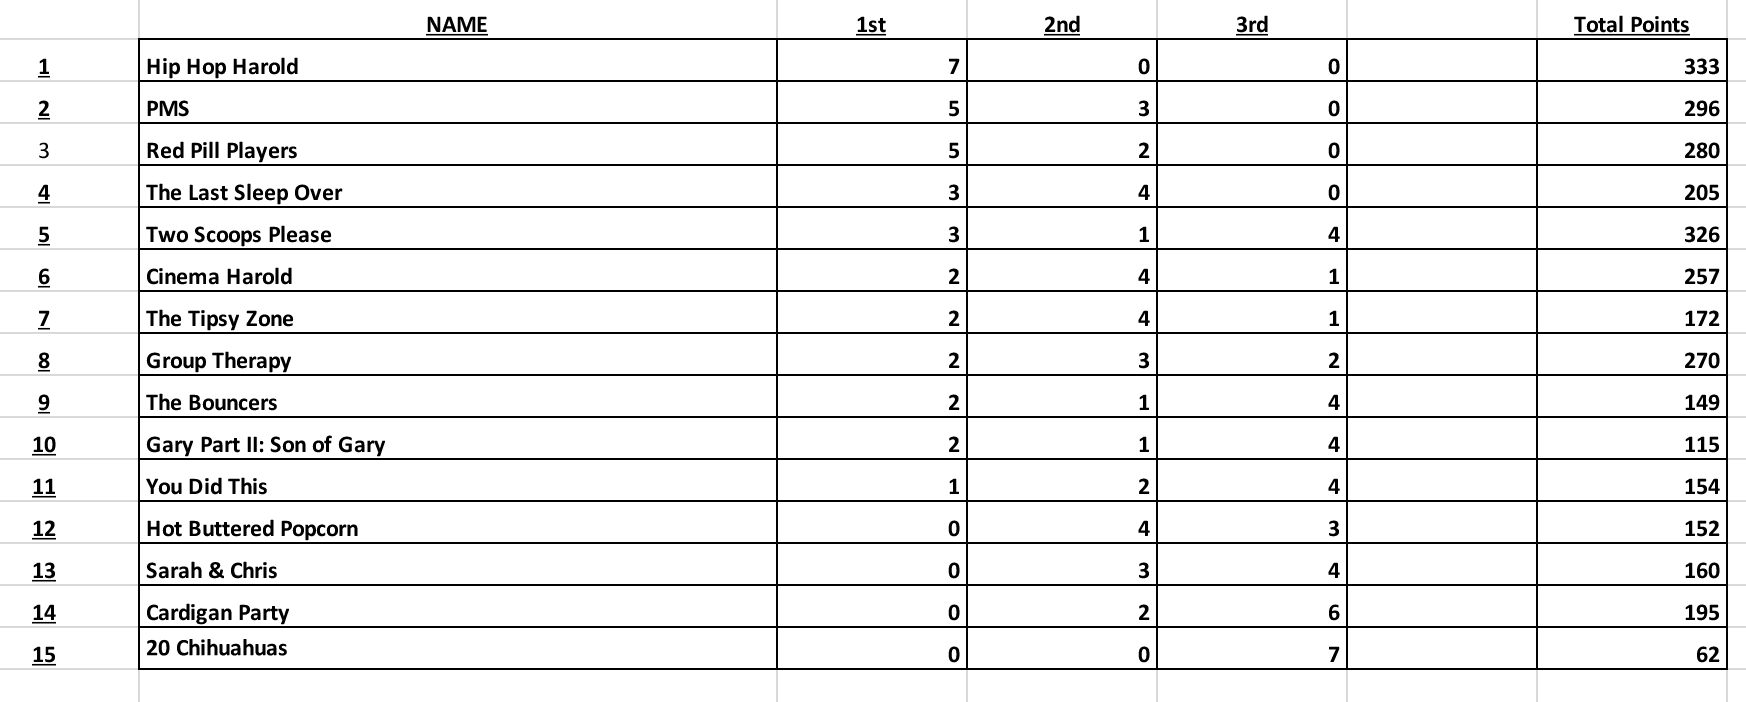 NAME 1st 2nd 3rd Total Points
1 Hip Hop Harold 7 0 0 333
2 PMS 5 3 0 296
3 Red Pill Players 5 2 0 280
4 The Last Sleep Over 3 4 0 205
5 Two Scoops Please 3 1 4 326
6 Cinema Harold 2 4 1 257
7 The Tipsy Zone 2 4 1 172
8 Group Therapy 2 3 2 270
9 The Bouncers 2 1 4 149
10 Gary Part II: Son of Gary 2 1 4 115
11 You Did This 1 2 4 154
12 Hot Buttered Popcorn 0 4 3 152
13 Sarah & Chris 0 3 4 160
14 Cardigan Party 0 2 6 195
15 20 Chihuahuas 0 0 7 62